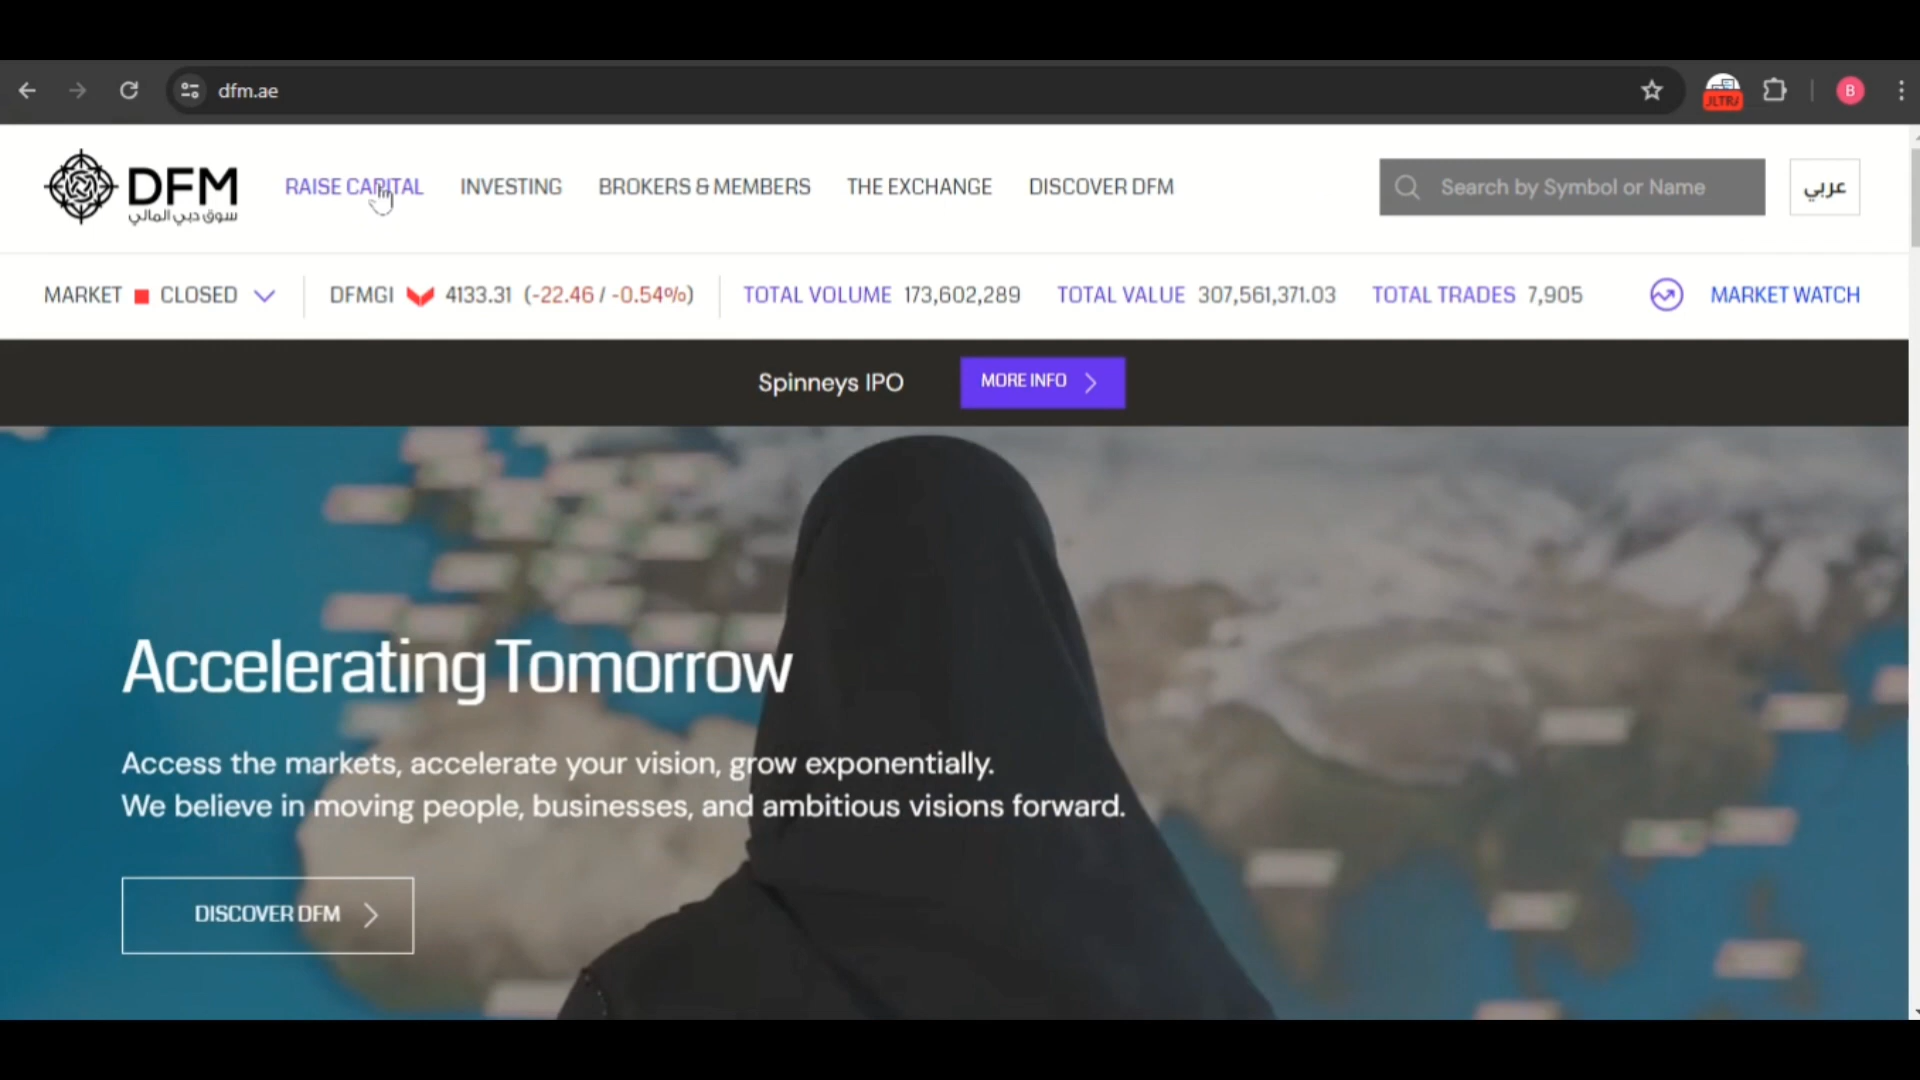 dfm.ae
JLTRA
B
DFM
سوق دبي المالي
RAISE CAPITAL INVESTING BROKERS & MEMBERS THE EXCHANGE DISCOVER DFM
Search by Symbol or Name
عربي
MARKET CLOSED
DFMGI 4133.31 (-22.46 / -0.54%)
TOTAL VOLUME 173,602,289 TOTAL VALUE 307,561,371.03 TOTAL TRADES 7,905
MARKET WATCH
Spinneys IPO
MORE INFO
Accelerating Tomorrow
Access the markets, accelerate your vision, grow exponentially.
We believe in moving people, businesses, and ambitious visions forward.
DISCOVER DFM